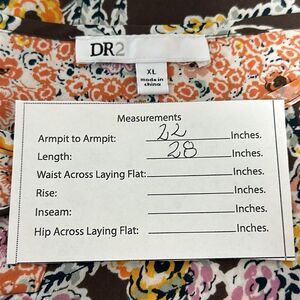 DR2
XL
made in
china
Measurements
Armpit to Armpit: 22 Inches.
Length: 28 Inches.
Waist Across Laying Flat: Inches.
Rise: Inches.
Inseam: Inches.
Hip Across Laying Flat: Inches.